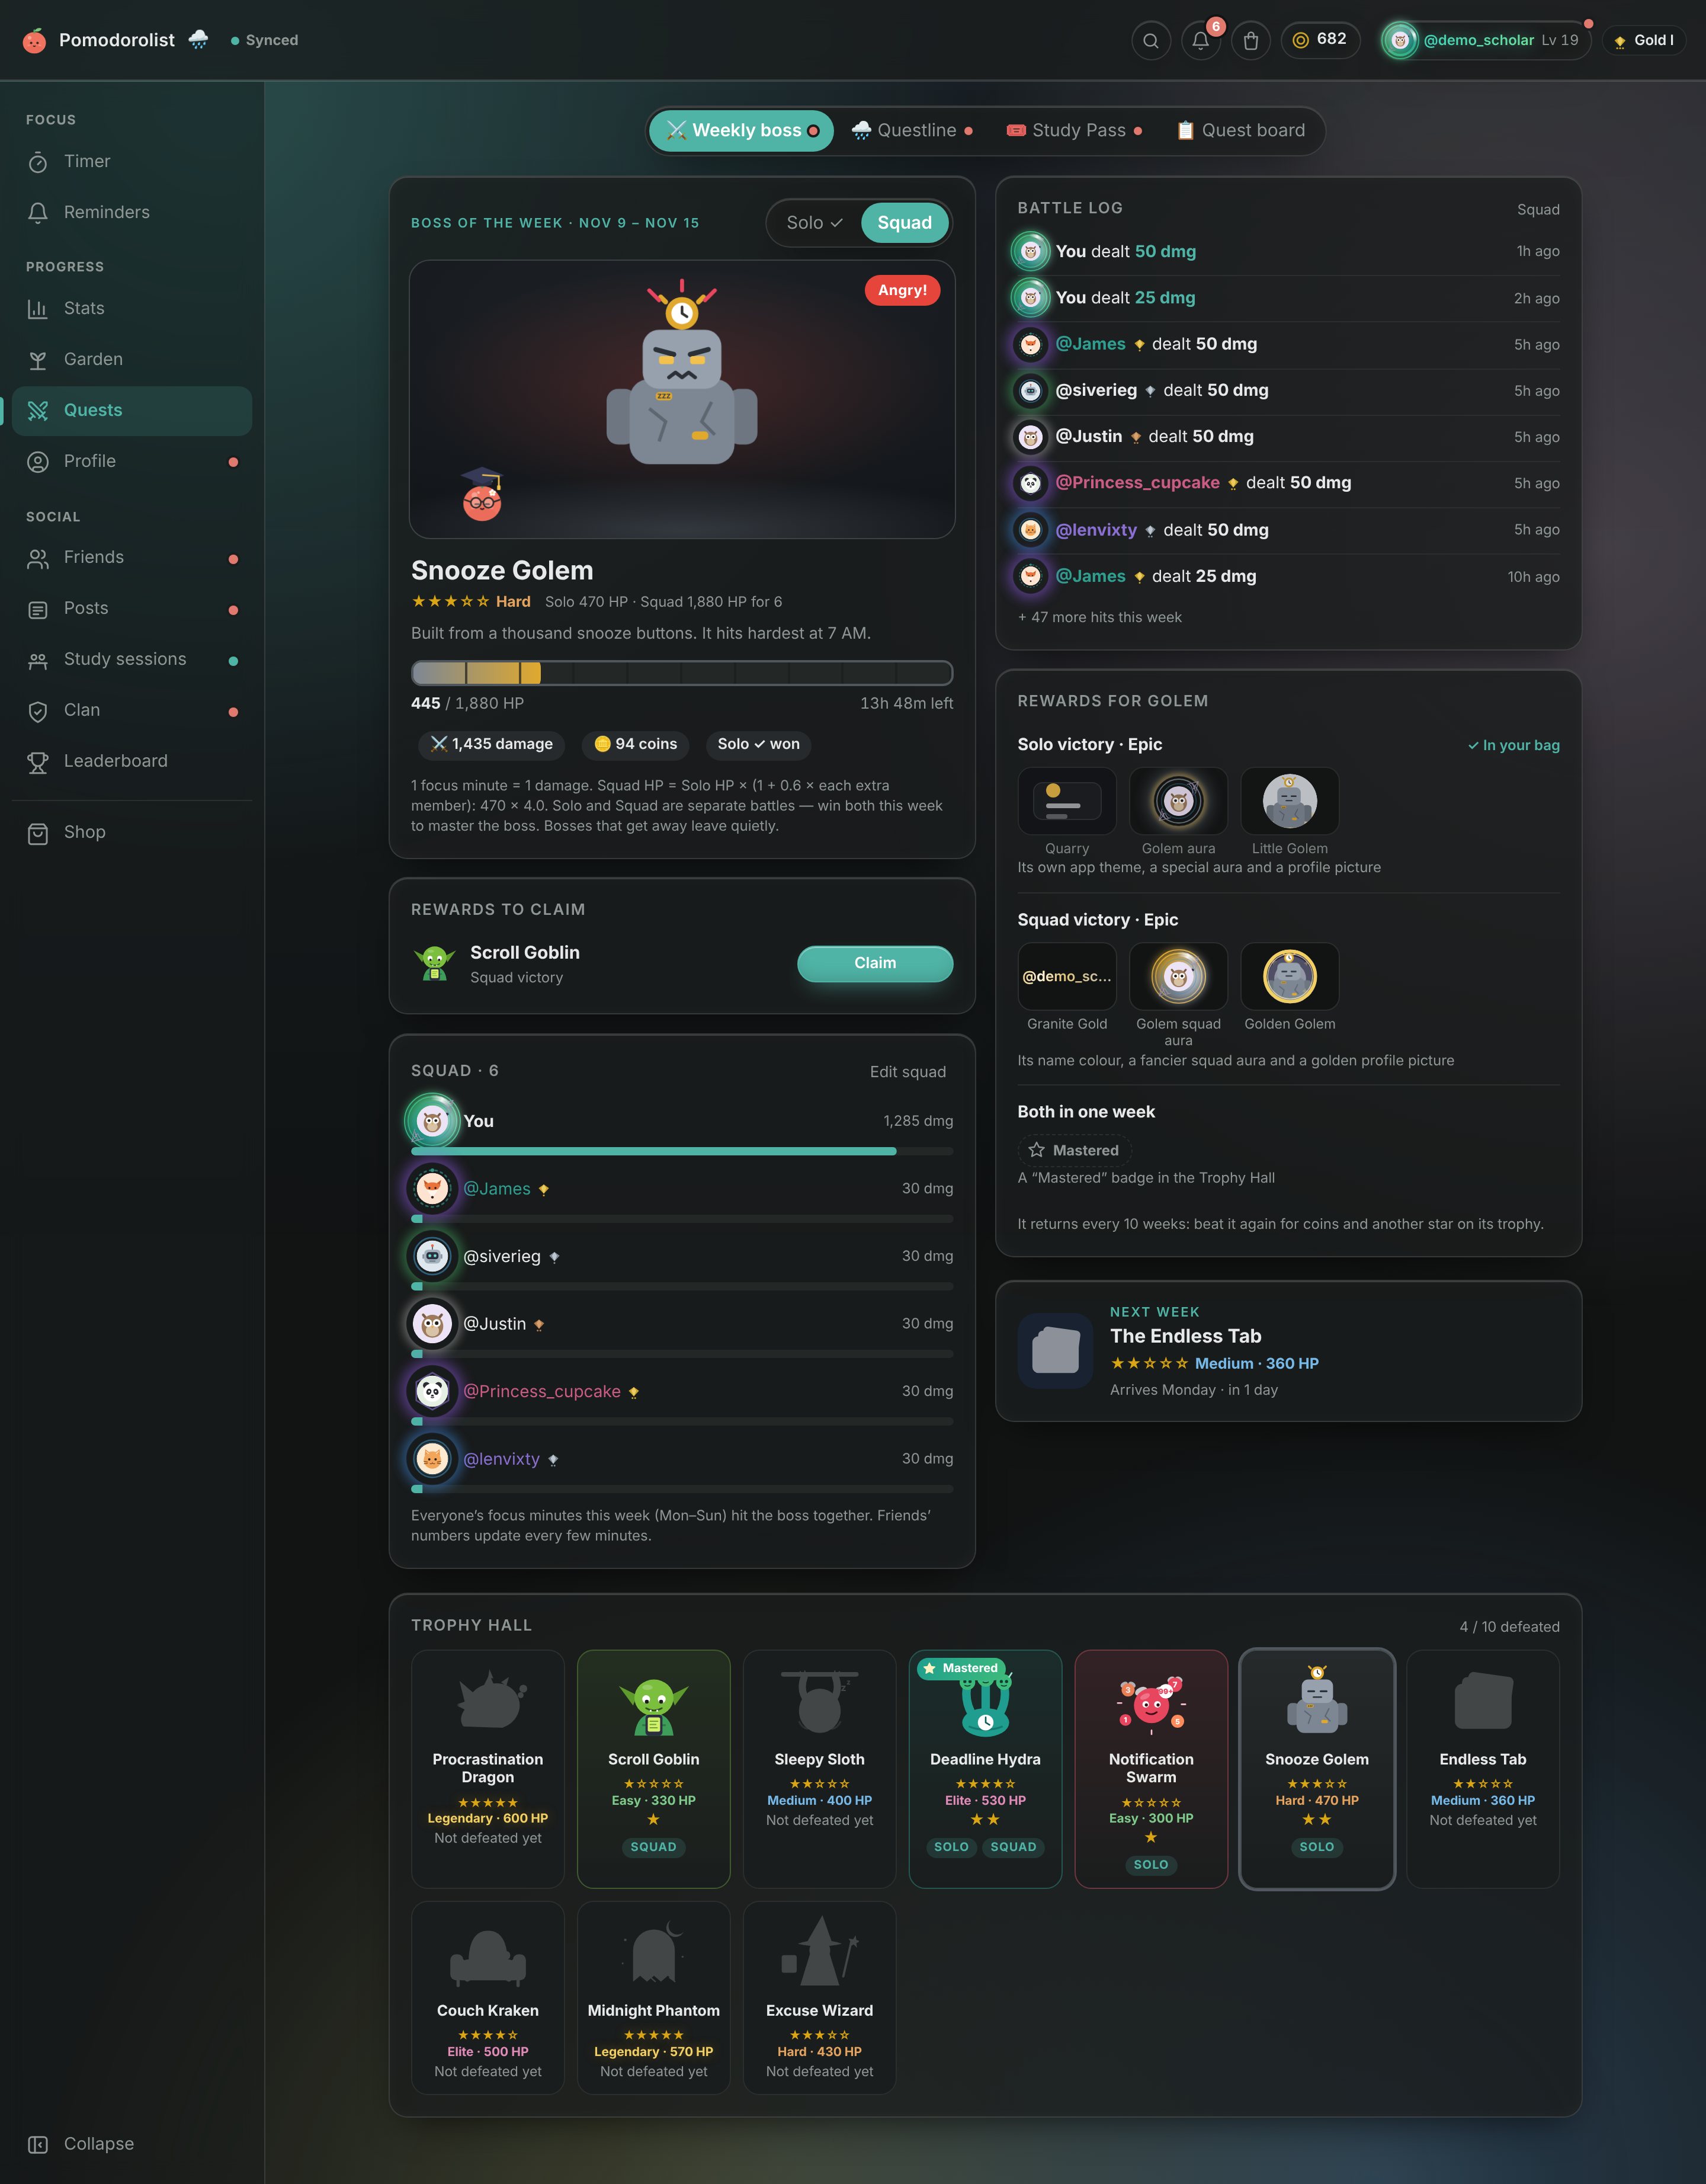 Pomodorolist
Synced
6
682
@demo_scholar Lv 19
Gold I
FOCUS
Timer
Reminders
PROGRESS
Stats
Garden
Quests
Profile
SOCIAL
Friends
Posts
Study sessions
Clan
Leaderboard
Shop
Collapse
Weekly boss
Questline
Study Pass
Quest board
BOSS OF THE WEEK · NOV 9 – NOV 15
Solo ✓
Squad
Angry!
zzz
Snooze Golem
★★★☆☆ Hard Solo 470 HP · Squad 1,880 HP for 6
Built from a thousand snooze buttons. It hits hardest at 7 AM.
445 / 1,880 HP
13h 48m left
⚔️ 1,435 damage
🪙 94 coins
Solo ✓ won
1 focus minute = 1 damage. Squad HP = Solo HP × (1 + 0.6 × each extra
member): 470 × 4.0. Solo and Squad are separate battles — win both this week
to master the boss. Bosses that get away leave quietly.
REWARDS TO CLAIM
Scroll Goblin
Squad victory
Claim
SQUAD · 6
Edit squad
You
1,285 dmg
@James
30 dmg
@siverieg
30 dmg
@Justin
30 dmg
@Princess_cupcake
30 dmg
@lenvixty
30 dmg
Everyone’s focus minutes this week (Mon–Sun) hit the boss together. Friends’
numbers update every few minutes.
BATTLE LOG
Squad
You dealt 50 dmg
1h ago
You dealt 25 dmg
2h ago
@James dealt 50 dmg
5h ago
@siverieg dealt 50 dmg
5h ago
@Justin dealt 50 dmg
5h ago
@Princess_cupcake dealt 50 dmg
5h ago
@lenvixty dealt 50 dmg
5h ago
@James dealt 25 dmg
10h ago
+ 47 more hits this week
REWARDS FOR GOLEM
Solo victory · Epic
✓ In your bag
Quarry
Golem aura
Little Golem
Its own app theme, a special aura and a profile picture
Squad victory · Epic
@demo_sc...
Granite Gold
Golem squad
aura
Golden Golem
Its name colour, a fancier squad aura and a golden profile picture
Both in one week
☆ Mastered
A “Mastered” badge in the Trophy Hall
It returns every 10 weeks: beat it again for coins and another star on its trophy.
NEXT WEEK
The Endless Tab
★★☆☆☆ Medium · 360 HP
Arrives Monday · in 1 day
TROPHY HALL
4 / 10 defeated
Procrastination
Dragon
★★★★★
Legendary · 600 HP
Not defeated yet
Scroll Goblin
★☆☆☆☆
Easy · 330 HP
★
SQUAD
Sleepy Sloth
★★☆☆☆
Medium · 400 HP
Not defeated yet
★ Mastered
Deadline Hydra
★★★★☆
Elite · 530 HP
★★
SOLO
SQUAD
3
7
99+
1
5
Notification
Swarm
★☆☆☆☆
Easy · 300 HP
★
SOLO
Snooze Golem
★★★☆☆
Hard · 470 HP
★★
SOLO
Endless Tab
★★☆☆☆
Medium · 360 HP
Not defeated yet
Couch Kraken
★★★★☆
Elite · 500 HP
Not defeated yet
Midnight Phantom
★★★★★
Legendary · 570 HP
Not defeated yet
Excuse Wizard
★★★☆☆
Hard · 430 HP
Not defeated yet